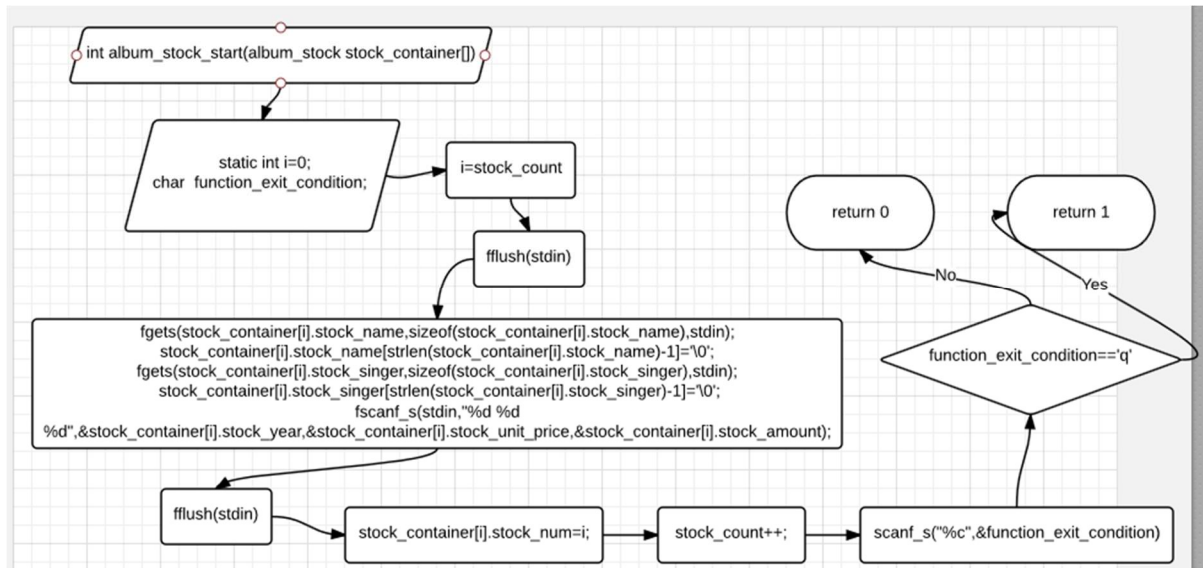 int album_stock_start(album_stock stock_container[])
static int i=0;
char function_exit_condition;
i=stock_count
fflush(stdin)
fgets(stock_container[i].stock_name,sizeof(stock_container[i].stock_name),stdin);
stock_container[i].stock_name[strlen(stock_container[i].stock_name)-1]='\0';
fgets(stock_container[i].stock_singer,sizeof(stock_container[i].stock_singer),stdin);
stock_container[i].stock_singer[strlen(stock_container[i].stock_singer)-1]='\0';
fscanf_s(stdin,"%d %d
%d",&stock_container[i].stock_year,&stock_container[i].stock_unit_price,&stock_container[i].stock_amount);
fflush(stdin)
stock_container[i].stock_num=i;
stock_count++;
scanf_s("%c",&function_exit_condition)
function_exit_condition=='q'
No
Yes
return 0
return 1